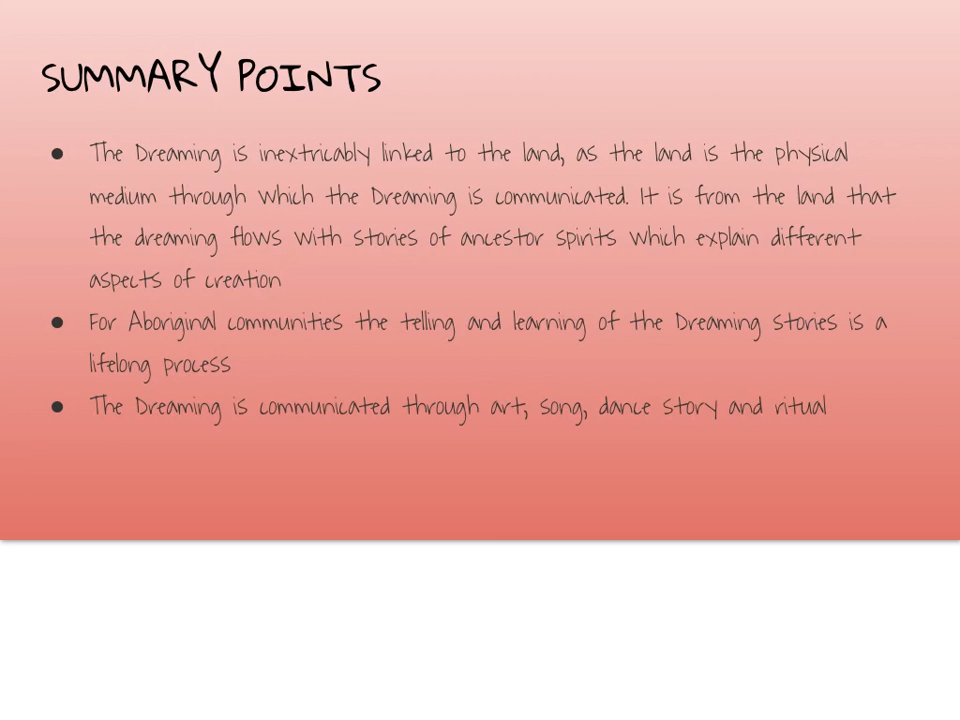 SUMMARY POINTS
● The Dreaming is inextricably linked to the land, as the land is the physical
medium through which the Dreaming is communicated. It is from the land that
the dreaming flows with stories of ancestor spirits which explain different
aspects of creation
● For Aboriginal communities the telling and learning of the Dreaming stories is a
lifelong process
● The Dreaming is communicated through art, song, dance story and ritual